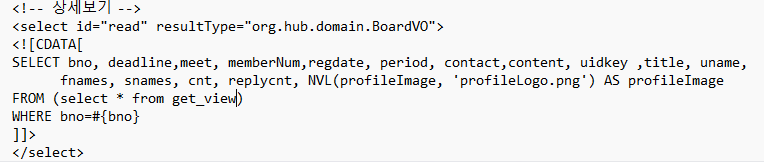 <!-- 상세보기 -->
<select id="read" resultType="org.hub.domain.BoardVO">
<![CDATA[
SELECT bno, deadline,meet, memberNum,regdate, period, contact,content, uidkey ,title, uname,
fnames, snames, cnt, replycnt, NVL(profileImage, 'profileLogo.png') AS profileImage
FROM (select * from get_view)
WHERE bno=#{bno}
]]>
</select>